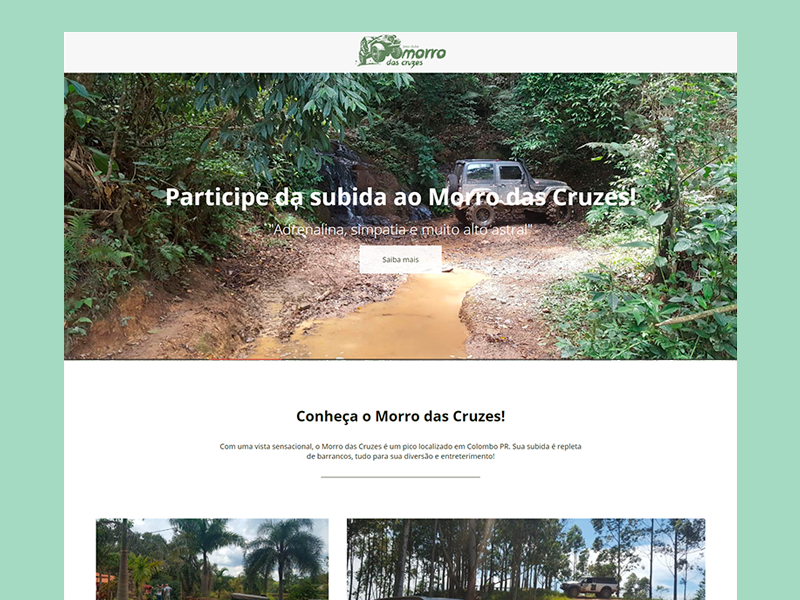 morro
das cruzes
Participe da subida ao Morro das Cruzes!
"Adrenalina, simpatia e muito alto astral"
Saiba mais
Conheça o Morro das Cruzes!
Com uma vista sensacional, o Morro das Cruzes é um pico localizado em Colombo PR. Sua subida é repleta
de barrancos, tudo para sua diversão e entreterimento!